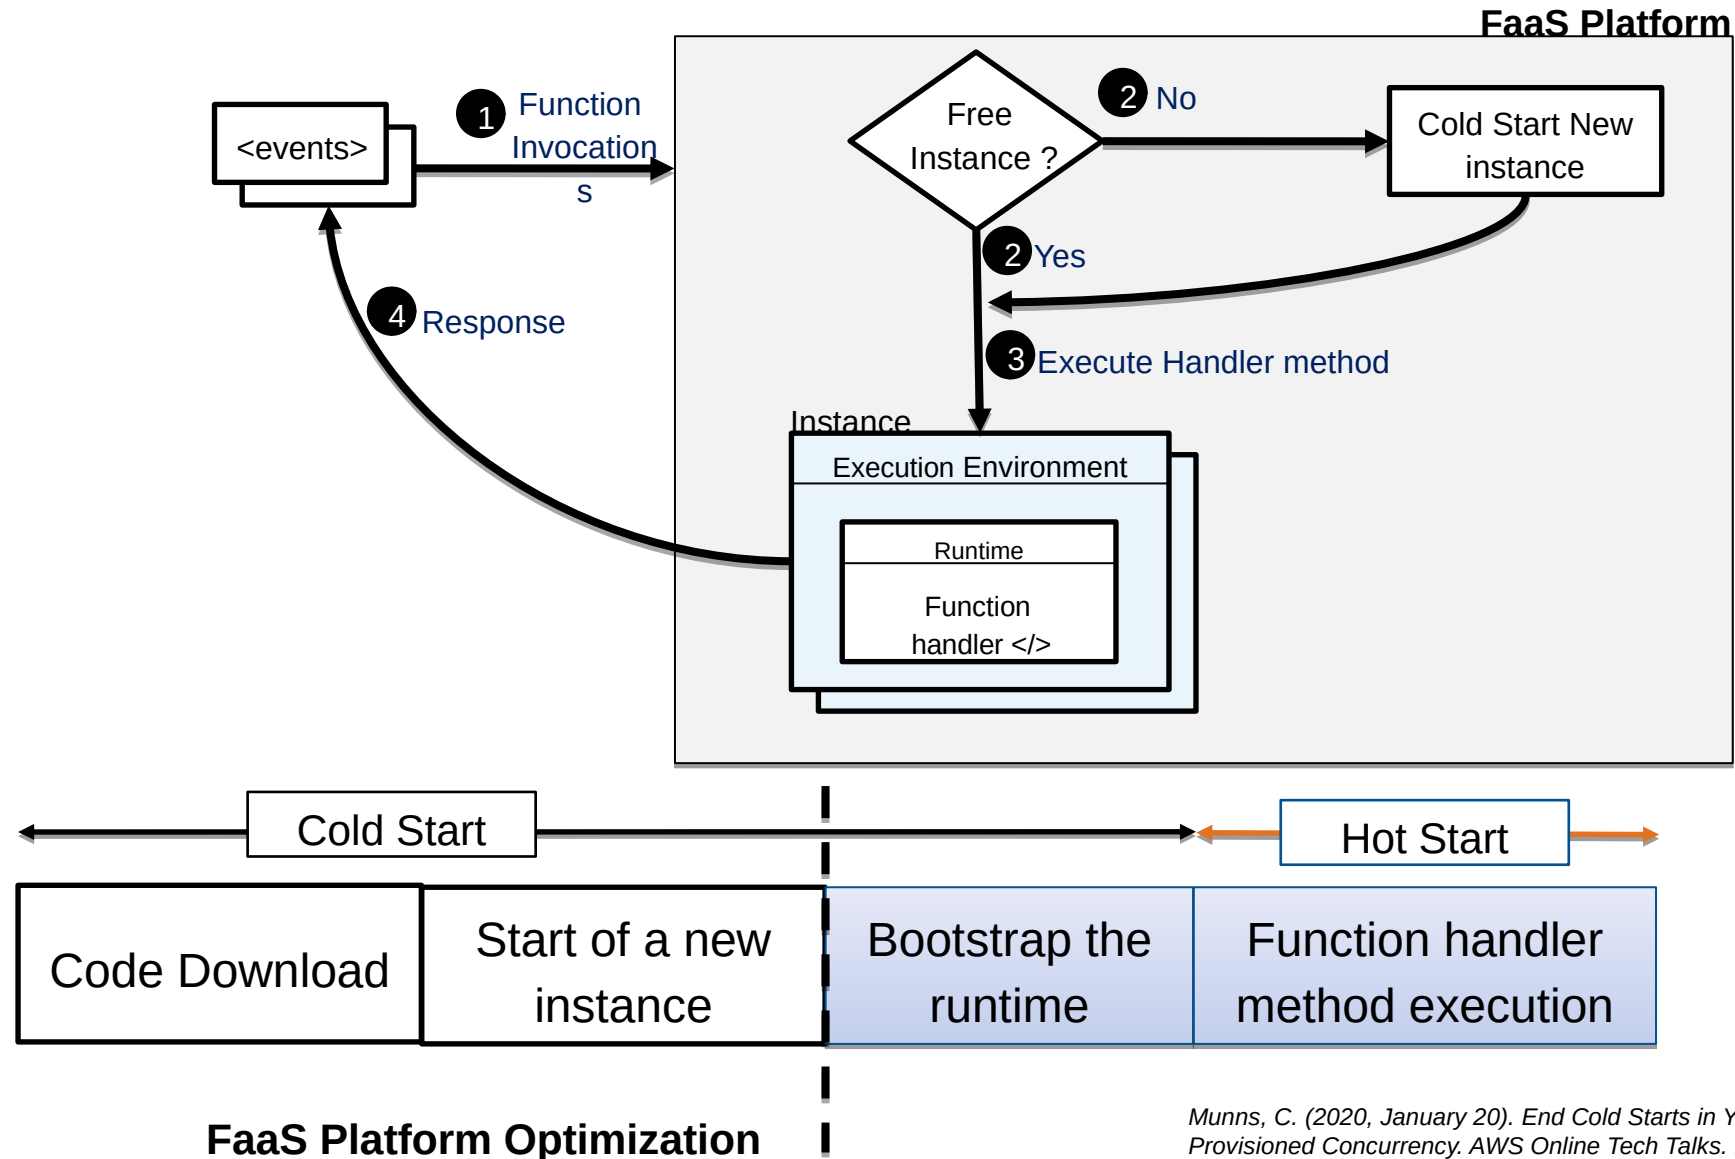 FaaS Platform
<events>
1
Function
Invocation
s
Free
Instance ?
2
No
Cold Start New
instance
2
Yes
4
Response
3
Execute Handler method
Instance
Execution Environment
Runtime
Function
handler </>
Cold Start
Hot Start
Code Download
Start of a new
instance
Bootstrap the
runtime
Function handler
method execution
FaaS Platform Optimization
Munns, C. (2020, January 20). End Cold Starts in Y
Provisioned Concurrency. AWS Online Tech Talks.